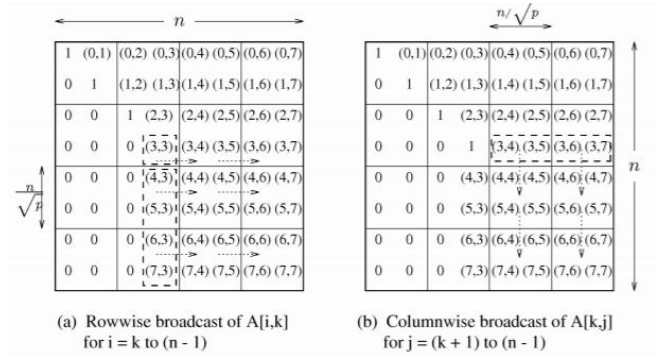 n
n/√p
1 (0,1) (0,2) (0,3) (0,4) (0,5) (0,6) (0,7)
0 1 (1,2) (1,3) (1,4) (1,5) (1,6) (1,7)
0 0 1 (2,3) (2,4) (2,5) (2,6) (2,7)
0 0 0 (3,3) (3,4) (3,5) (3,6) (3,7)
0 0 0 (4,3) (4,4) (4,5) (4,6) (4,7)
0 0 0 (5,3) (5,4) (5,5) (5,6) (5,7)
0 0 0 (6,3) (6,4) (6,5) (6,6) (6,7)
0 0 0 (7,3) (7,4) (7,5) (7,6) (7,7)
n
√p
(a) Rowwise broadcast of A[i,k]
for i = k to (n - 1)
1 (0,1) (0,2) (0,3) (0,4) (0,5) (0,6) (0,7)
0 1 (1,2) (1,3) (1,4) (1,5) (1,6) (1,7)
0 0 1 (2,3) (2,4) (2,5) (2,6) (2,7)
0 0 0 1 (3,4) (3,5) (3,6) (3,7)
0 0 0 (4,3) (4,4) (4,5) (4,6) (4,7)
0 0 0 (5,3) (5,4) (5,5) (5,6) (5,7)
0 0 0 (6,3) (6,4) (6,5) (6,6) (6,7)
0 0 0 (7,3) (7,4) (7,5) (7,6) (7,7)
n
(b) Columnwise broadcast of A[k,j]
for j = (k + 1) to (n - 1)